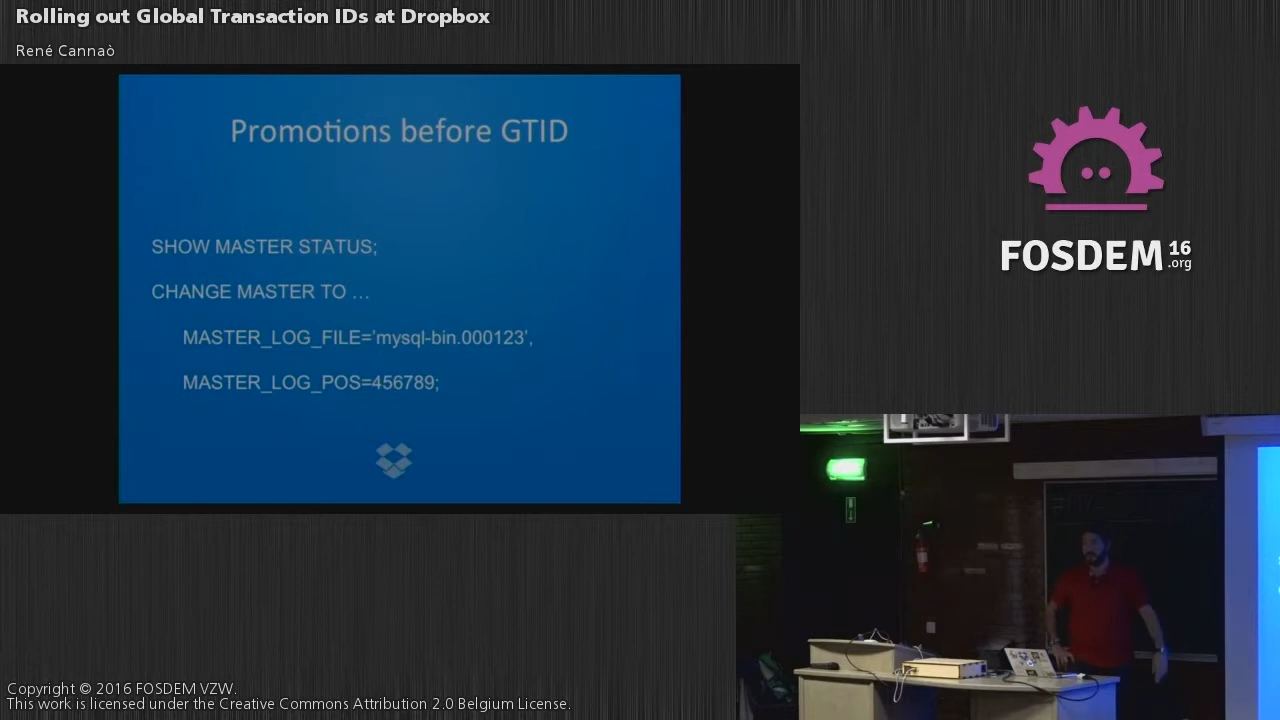 Rolling out Global Transaction IDs at Dropbox
René Cannaò
Promotions before GTID
SHOW MASTER STATUS;
CHANGE MASTER TO …
MASTER_LOG_FILE='mysql-bin.000123',
MASTER_LOG_POS=456789;
FOSDEM 16
.org
Copyright © 2016 FOSDEM VZW.
This work is licensed under the Creative Commons Attribution 2.0 Belgium License.